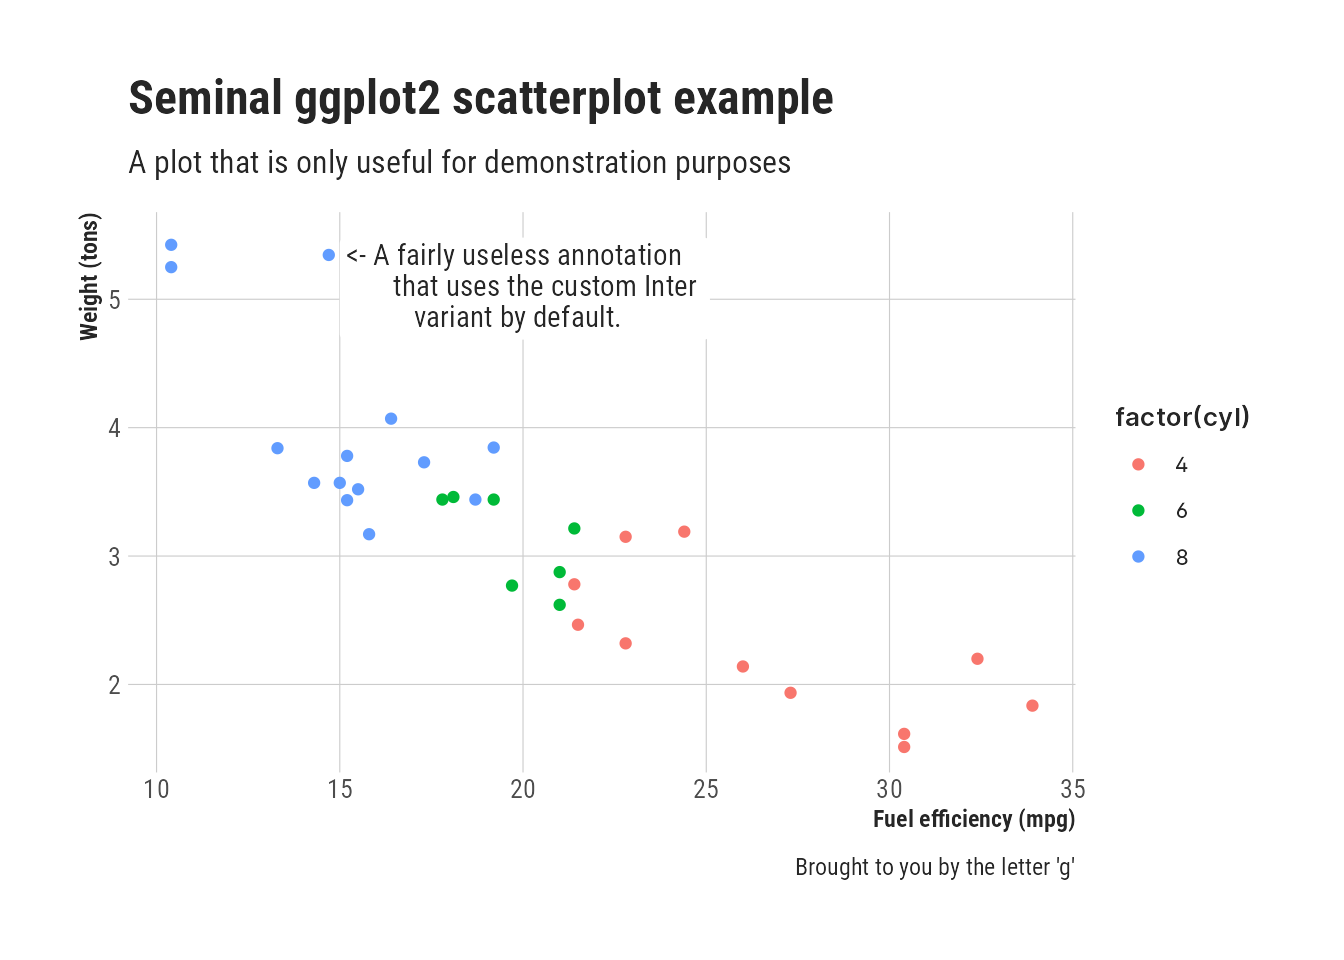 Seminal ggplot2 scatterplot example
A plot that is only useful for demonstration purposes
Weight (tons)
<- A fairly useless annotation
that uses the custom Inter
variant by default.
5
4
3
2
10 15 20 25 30 35
Fuel efficiency (mpg)
factor(cyl)
4
6
8
Brought to you by the letter 'g'